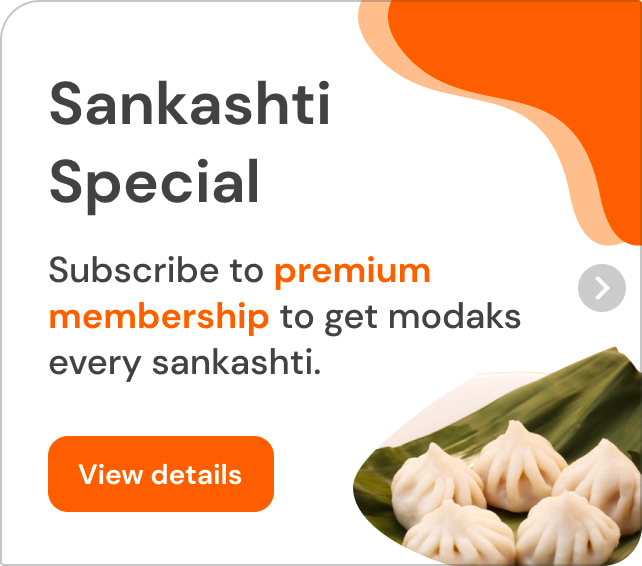 Sankashti
Special
Subscribe to premium
membership to get modaks
every sankashti.
View details